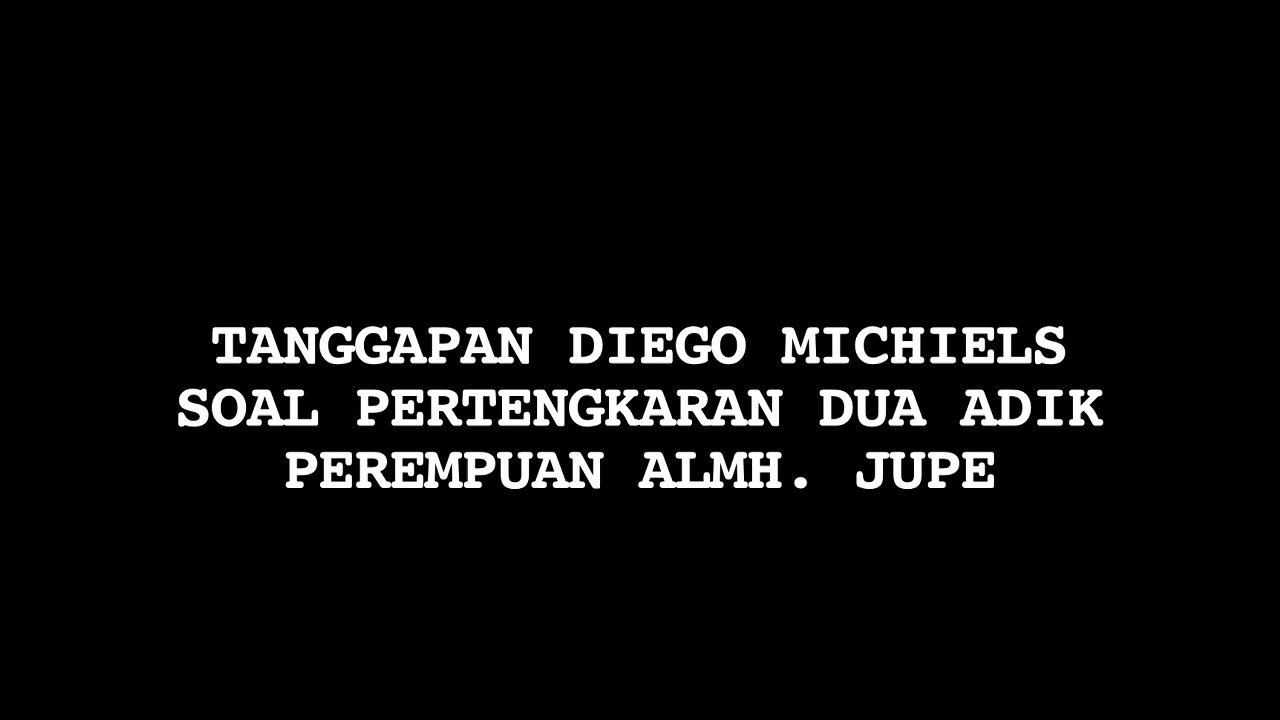 TANGGAPAN DIEGO MICHIELS
SOAL PERTENGKARAN DUA ADIK
PEREMPUAN ALMH. JUPE